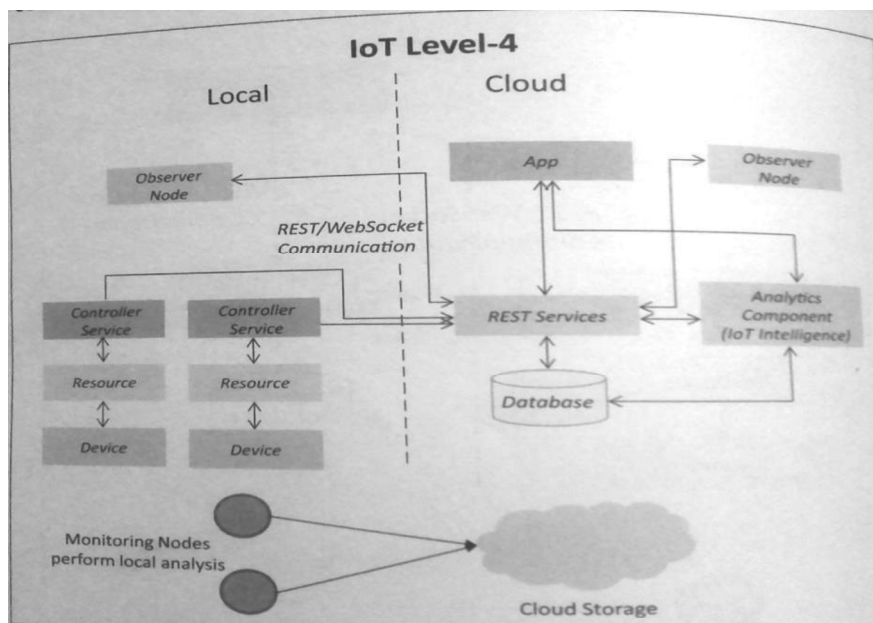 IoT Level-4
Local
Cloud
Observer
Node
App
Observer
Node
REST/WebSocket
Communication
Controller
Service
Controller
Service
REST Services
Analytics
Component
(IoT Intelligence)
Resource
Resource
Database
Device
Device
Monitoring Nodes
perform local analysis
Cloud Storage